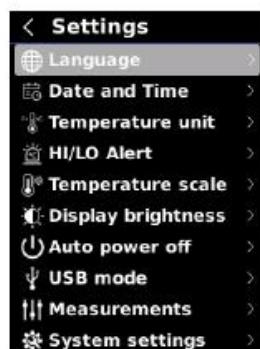 Settings
Language
Date and Time
Temperature unit
HI/LO Alert
Temperature scale
Display brightness
Auto power off
USB mode
Measurements
System settings